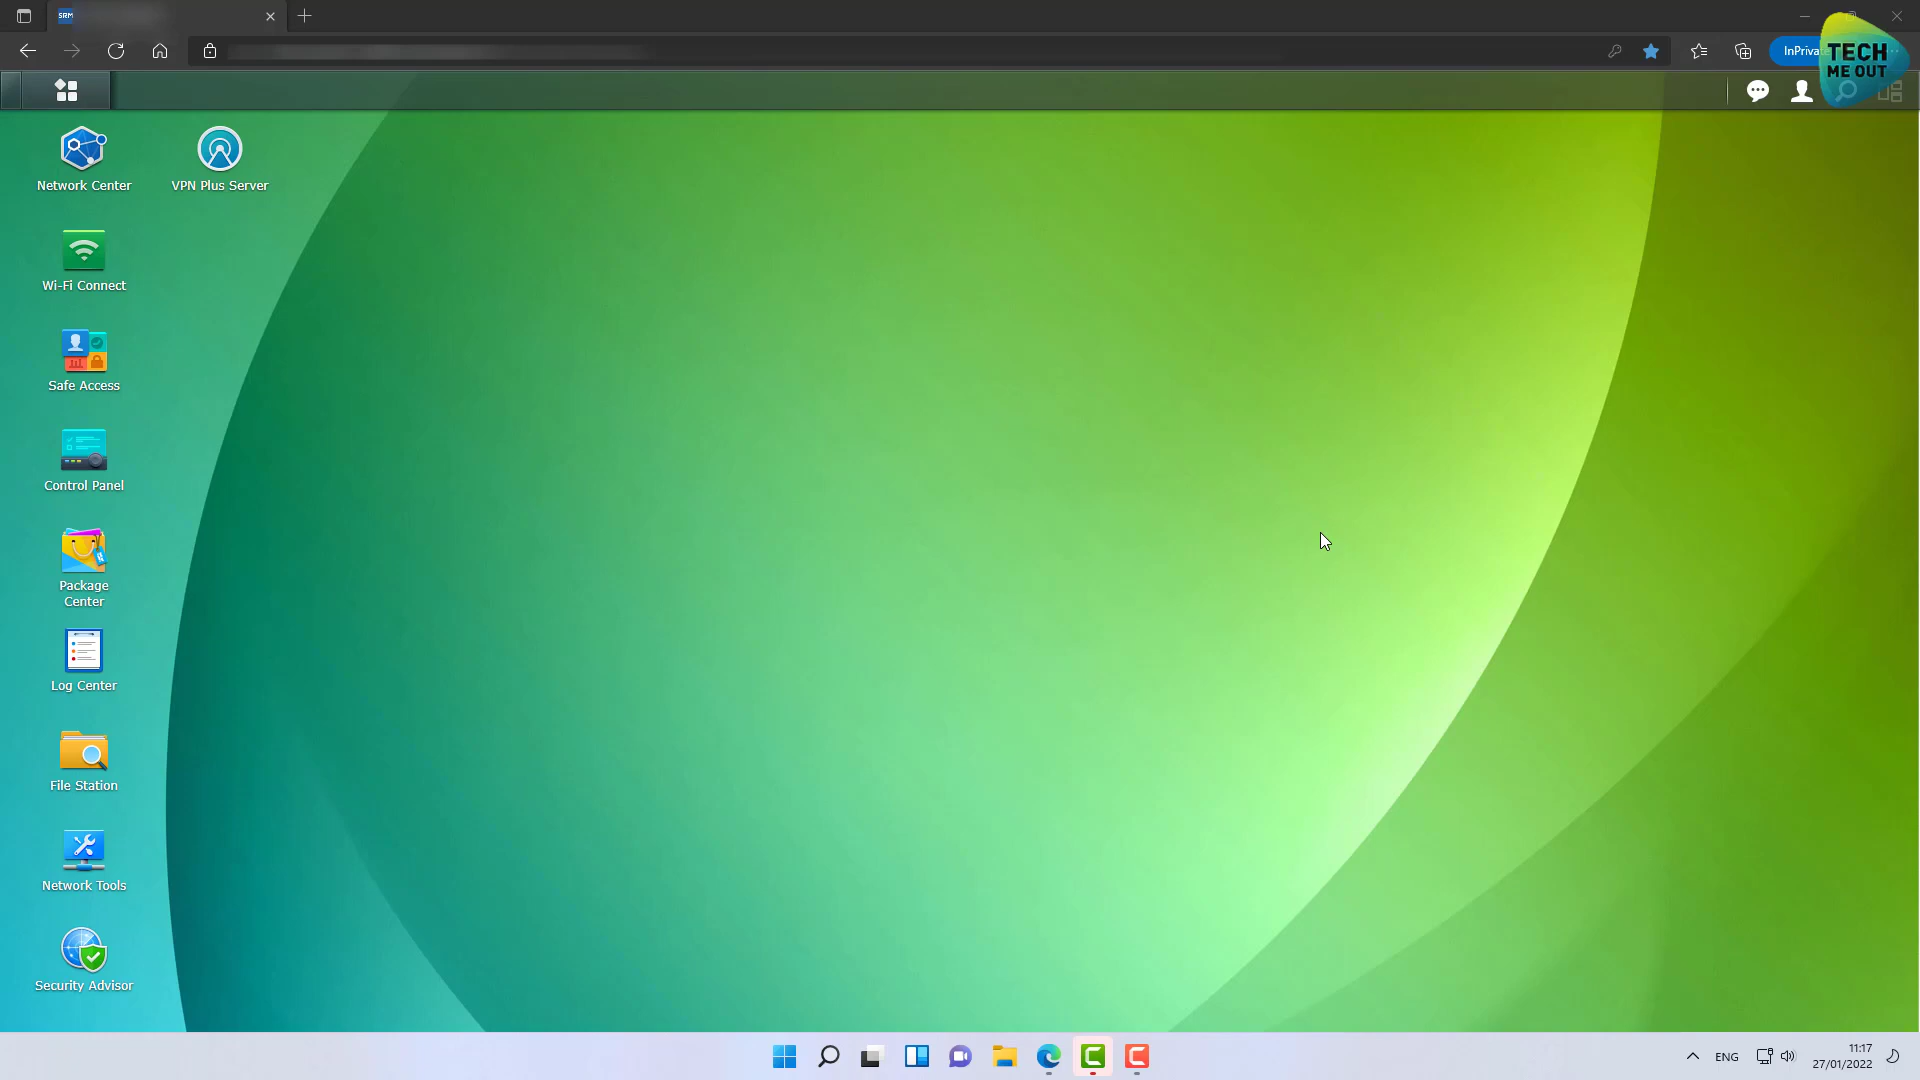 SRM
InPrivate
TECH
ME OUT
Network Center
VPN Plus Server
Wi-Fi Connect
Safe Access
Control Panel
Package
Center
Log Center
File Station
Network Tools
Security Advisor
ENG
11:17
27/01/2022